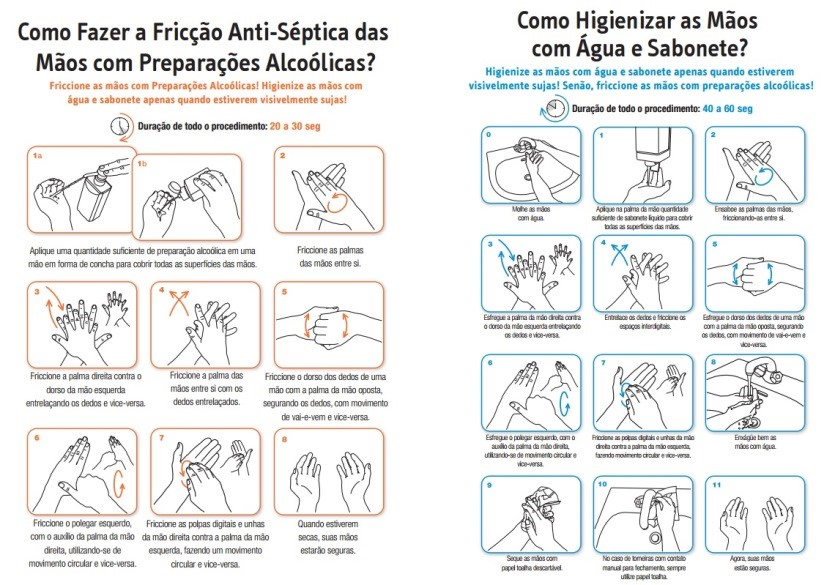 Como Fazer a Fricção Anti-Séptica das
Mãos com Preparações Alcoólicas?
Friccione as mãos com Preparações Alcoólicas! Higienize as mãos com
água e sabonete apenas quando estiverem visivelmente sujas!
Duração de todo o procedimento: 20 a 30 seg
1a
1b
Aplique uma quantidade suficiente de preparação alcoólica em uma
mão em forma de concha para cobrir todas as superfícies das mãos.
2
Friccione as palmas
das mãos entre si.
3
Friccione a palma direita contra o
dorso da mão esquerda
entrelaçando os dedos e vice-versa.
4
Friccione a palma das
mãos entre si com os
dedos entrelaçados.
5
Friccione o dorso dos dedos de uma
mão com a palma da mão oposta,
segurando os dedos, com movimento
de vai-e-vem e vice-versa.
6
Friccione o polegar esquerdo,
com o auxílio da palma da mão
direita, utilizando-se de
movimento circular e vice-versa.
7
Friccione as polpas digitais e unhas
da mão direita contra a palma da mão
esquerda, fazendo um movimento
circular e vice-versa.
8
Quando estiverem
secas, suas mãos
estarão seguras.
Como Higienizar as Mãos
com Água e Sabonete?
Higienize as mãos com água e sabonete apenas quando estiverem
visivelmente sujas! Senão, friccione as mãos com preparações alcoólicas!
Duração de todo o procedimento: 40 a 60 seg
0
Molhe as mãos
com água.
1
Aplique na palma da mão quantidade
suficiente de sabonete líquido para cobrir
todas as superfícies das mãos.
2
Ensaboe as palmas das mãos,
friccionando-as entre si.
3
Esfregue a palma da mão direita contra
o dorso da mão esquerda entrelaçando
os dedos e vice-versa.
4
Entrelace os dedos e friccione os
espaços interdigitais.
5
Esfregue o dorso dos dedos de uma mão
com a palma da mão oposta, segurando
os dedos, com movimento de vai-e-vem e
vice-versa.
6
Esfregue o polegar esquerdo, com o
auxílio da palma da mão direita,
utilizando-se de movimento circular e
vice-versa.
7
Friccione as polpas digitais e unhas da mão
direita contra a palma da mão esquerda,
fazendo movimento circular e vice-versa.
8
Enxágüe bem as
mãos com água.
9
Seque as mãos com
papel toalha descartável.
10
No caso de torneiras com contato
manual para fechamento, sempre
utilize papel toalha.
11
Agora, suas mãos
estão seguras.